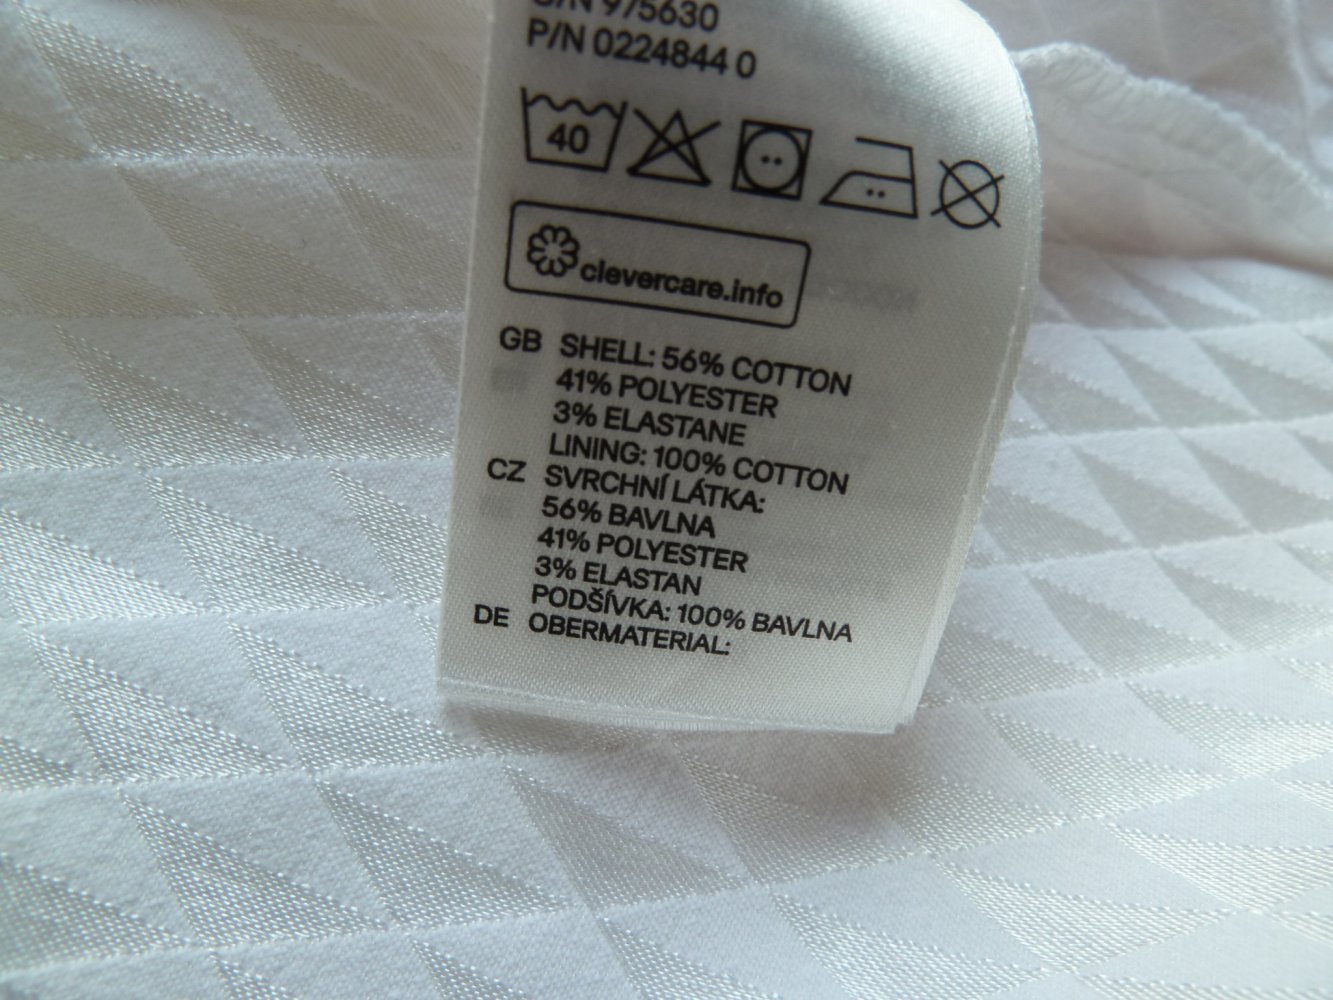 S/N 975630
P/N 0224844 0
40
clevercare.info
GB SHELL: 56% COTTON
41% POLYESTER
3% ELASTANE
LINING: 100% COTTON
CZ SVRCHNÍ LÁTKA:
56% BAVLNA
41% POLYESTER
3% ELASTAN
PODŠÍVKA: 100% BAVLNA
DE OBERMATERIAL: